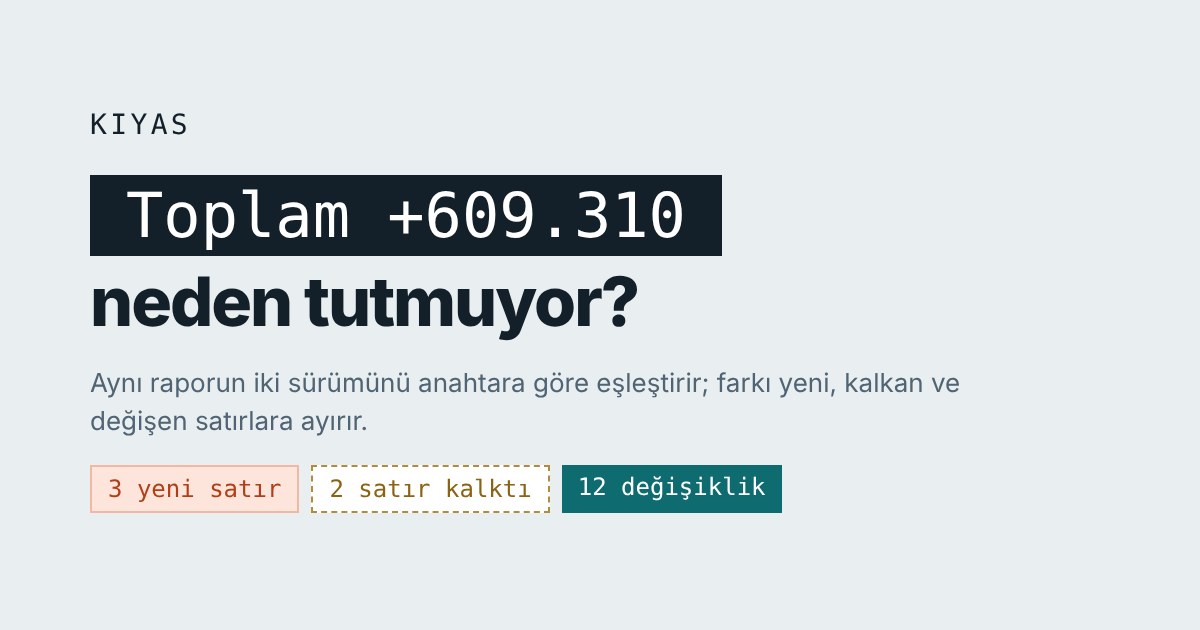 KIYAS
Toplam +609.310
neden tutmuyor?
Aynı raporun iki sürümünü anahtara göre eşleştirir; farkı yeni, kalkan ve
değişen satırlara ayırır.
3 yeni satır
2 satır kalktı
12 değişiklik